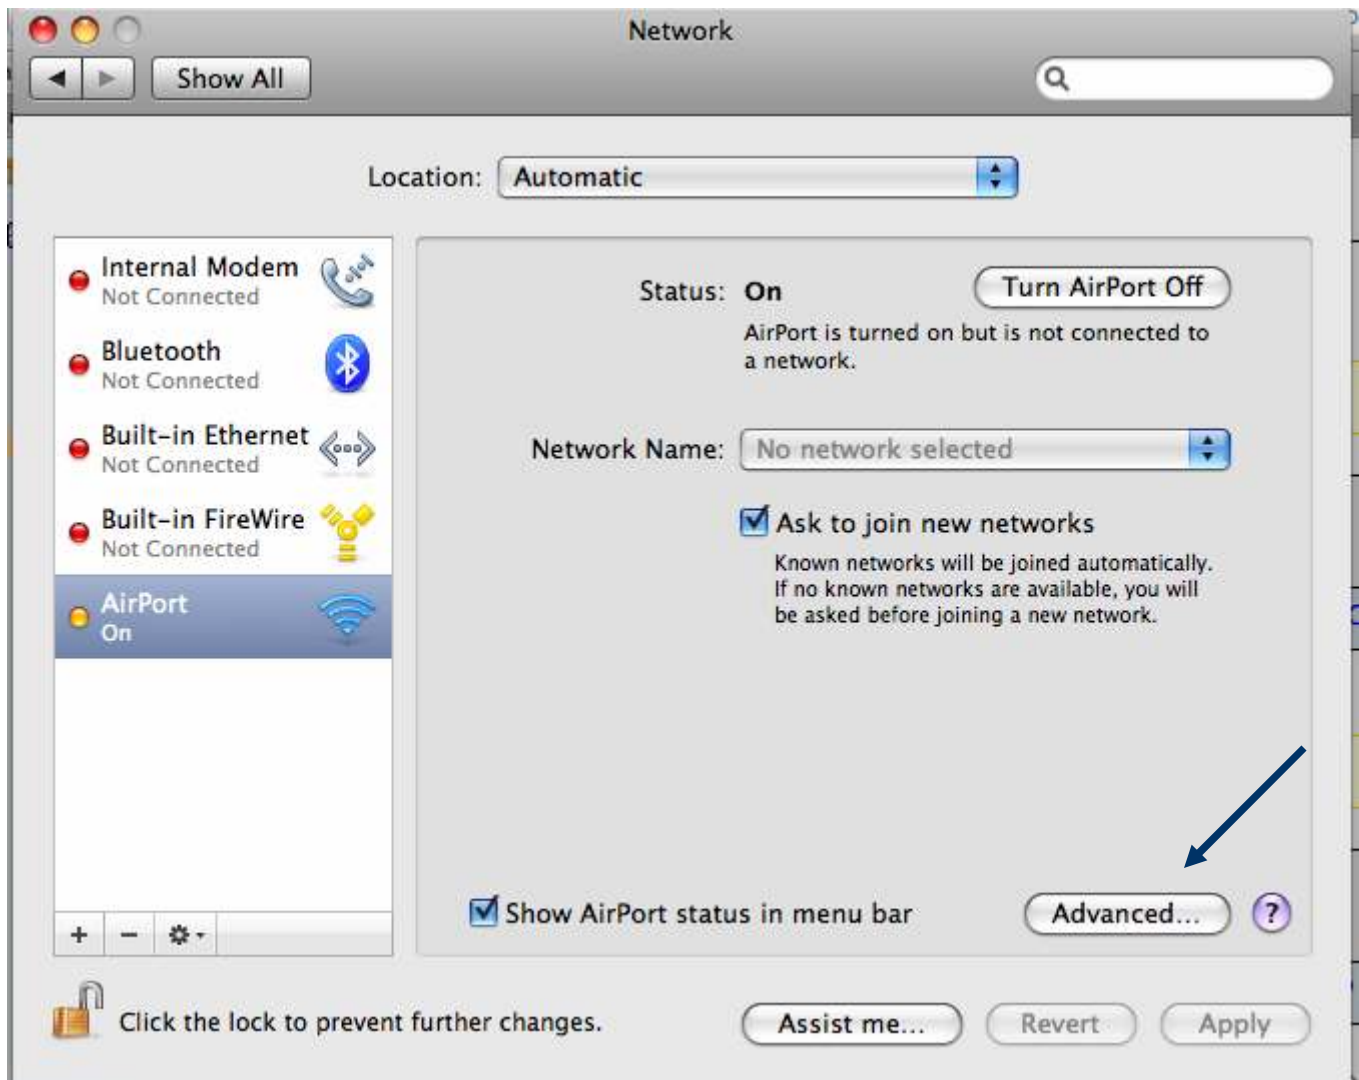 Network
Show All
Location: Automatic
Internal Modem
Not Connected
Bluetooth
Not Connected
Built-in Ethernet
Not Connected
Built-in FireWire
Not Connected
AirPort
On
Status: On
Turn AirPort Off
AirPort is turned on but is not connected to
a network.
Network Name: No network selected
Ask to join new networks
Known networks will be joined automatically.
If no known networks are available, you will
be asked before joining a new network.
Show AirPort status in menu bar
Advanced...
?
Click the lock to prevent further changes.
Assist me...
Revert
Apply